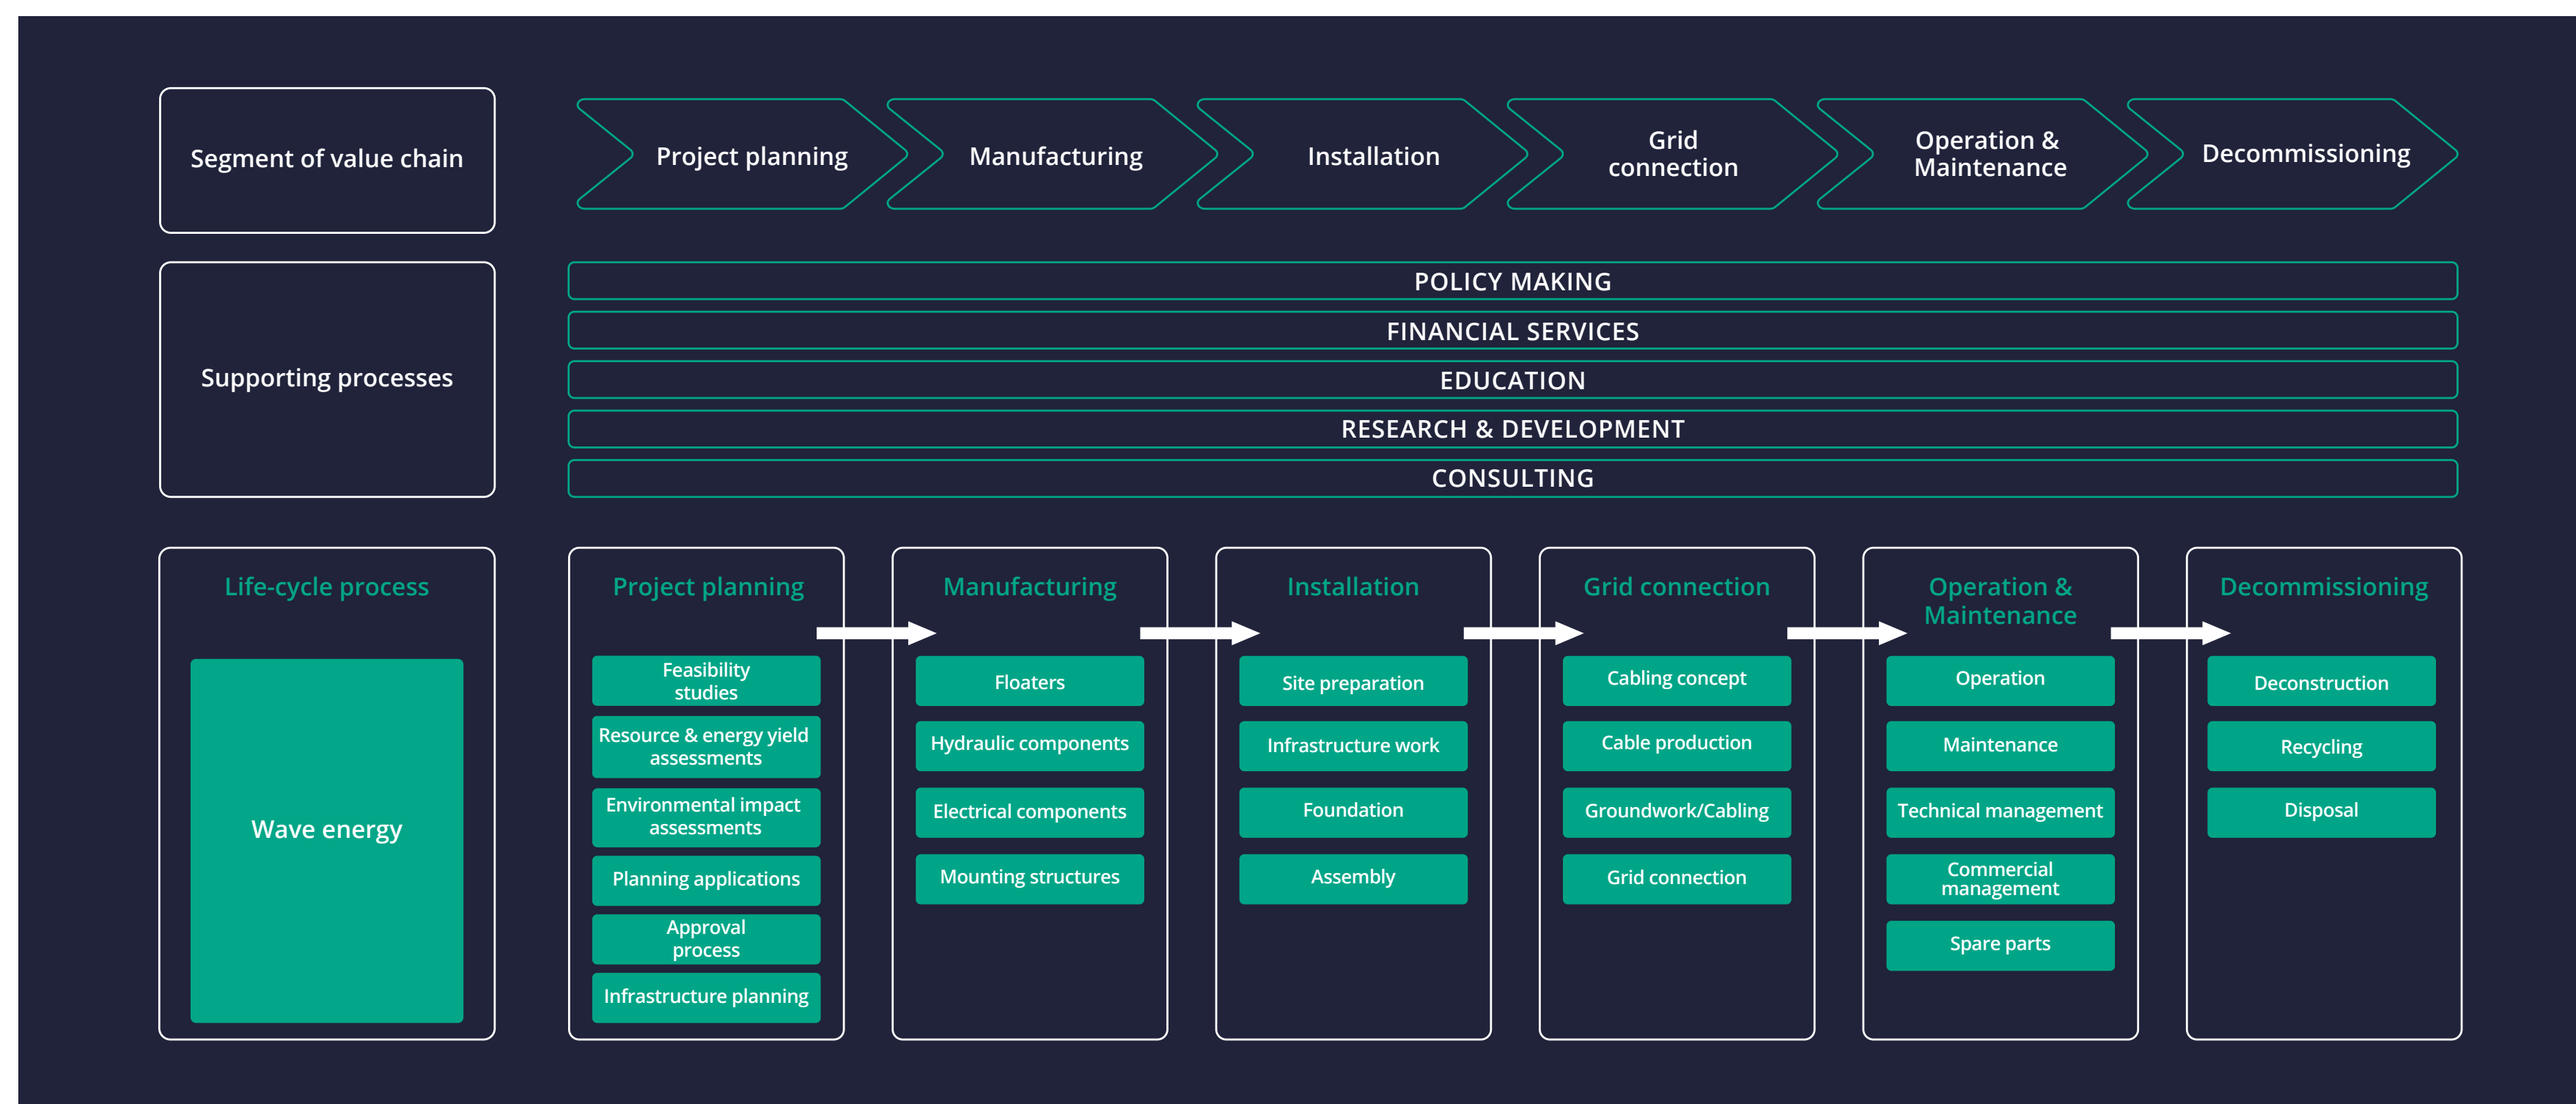 Segment of value chain
Project planning
Manufacturing
Installation
Grid
connection
Operation &
Maintenance
Decommissioning
Supporting processes
POLICY MAKING
FINANCIAL SERVICES
EDUCATION
RESEARCH & DEVELOPMENT
CONSULTING
Life-cycle process
Wave energy
Project planning
Feasibility
studies
Resource & energy yield
assessments
Environmental impact
assessments
Planning applications
Approval
process
Infrastructure planning
Manufacturing
Floaters
Hydraulic components
Electrical components
Mounting structures
Installation
Site preparation
Infrastructure work
Foundation
Assembly
Grid connection
Cabling concept
Cable production
Groundwork/Cabling
Grid connection
Operation &
Maintenance
Operation
Maintenance
Technical management
Commercial
management
Spare parts
Decommissioning
Deconstruction
Recycling
Disposal